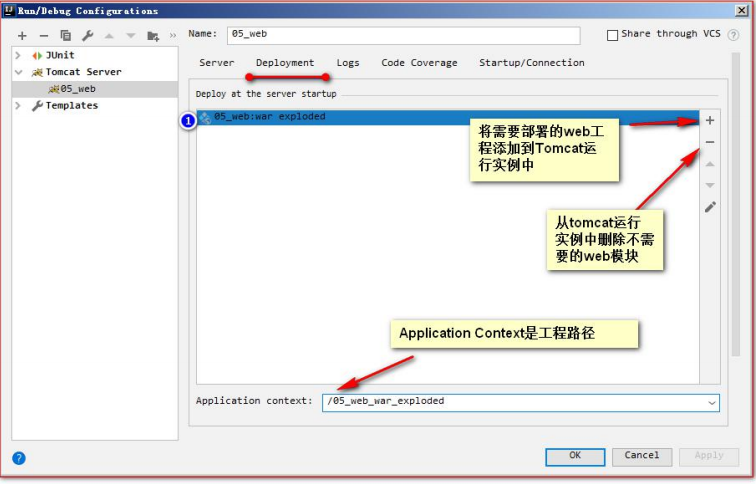 Run/Debug Configurations
Name: 05_web
Share through VCS
JUnit
Tomcat Server
05_web
Templates
Server Deployment Logs Code Coverage Startup/Connection
Deploy at the server startup
1
05_web:war exploded
将需要部署的web工
程添加到Tomcat运
行实例中
从tomcat运行
实例中删除不需
要的web模块
Application Context是工程路径
Application context: /05_web_war_exploded
OK Cancel Apply